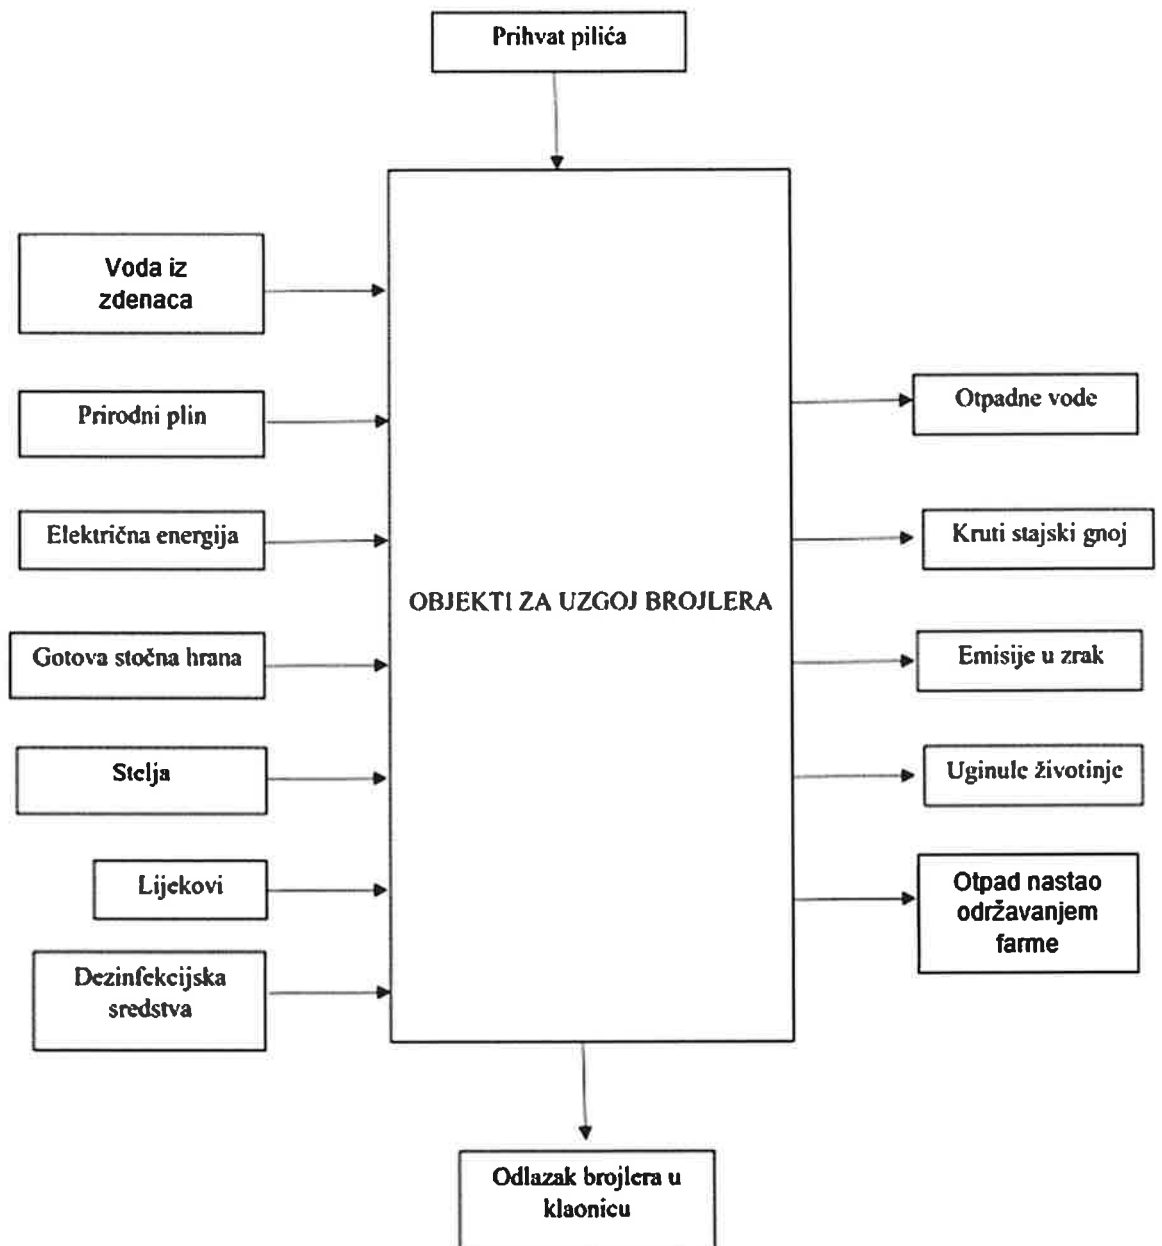 Prihvat pilića
Voda iz
zdenaca
Prirodni plin
Električna energija
Gotova stočna hrana
Stelja
Lijekovi
Dezinfekcijska
sredstva
OBJEKTI ZA UZGOJ BROJLERA
Otpadne vode
Kruti stajski gnoj
Emisije u zrak
Uginule životinje
Otpad nastao
održavanjem
farme
Odlazak brojlera u
klaonicu